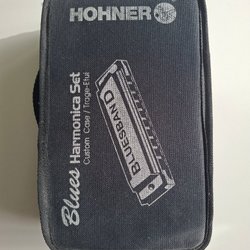 HOHNER
Blues Harmonica Set
Custom Case / Trage-Etui
BLUESBAND